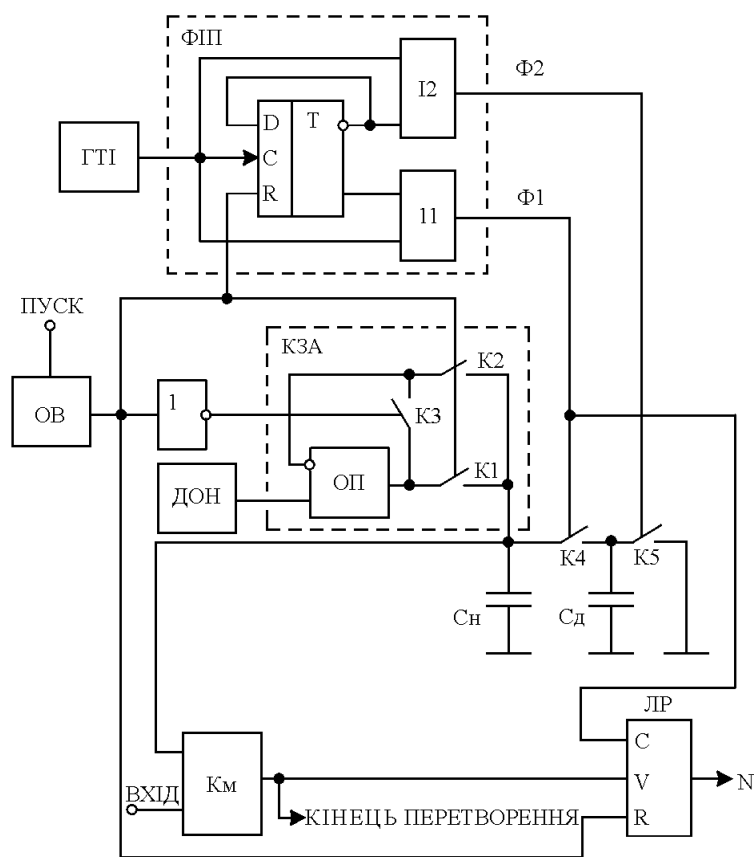 ФІП
І2
Ф2
D
Т
ГТІ
С
R
11
Ф1
ПУСК
КЗА
К2
ОВ
1
К3
ОП
К1
ДОН
К4
К5
Сн
Сд
ЛР
С
Км
V
N
ВХІД
КІНЕЦЬ ПЕРЕТВОРЕННЯ
R